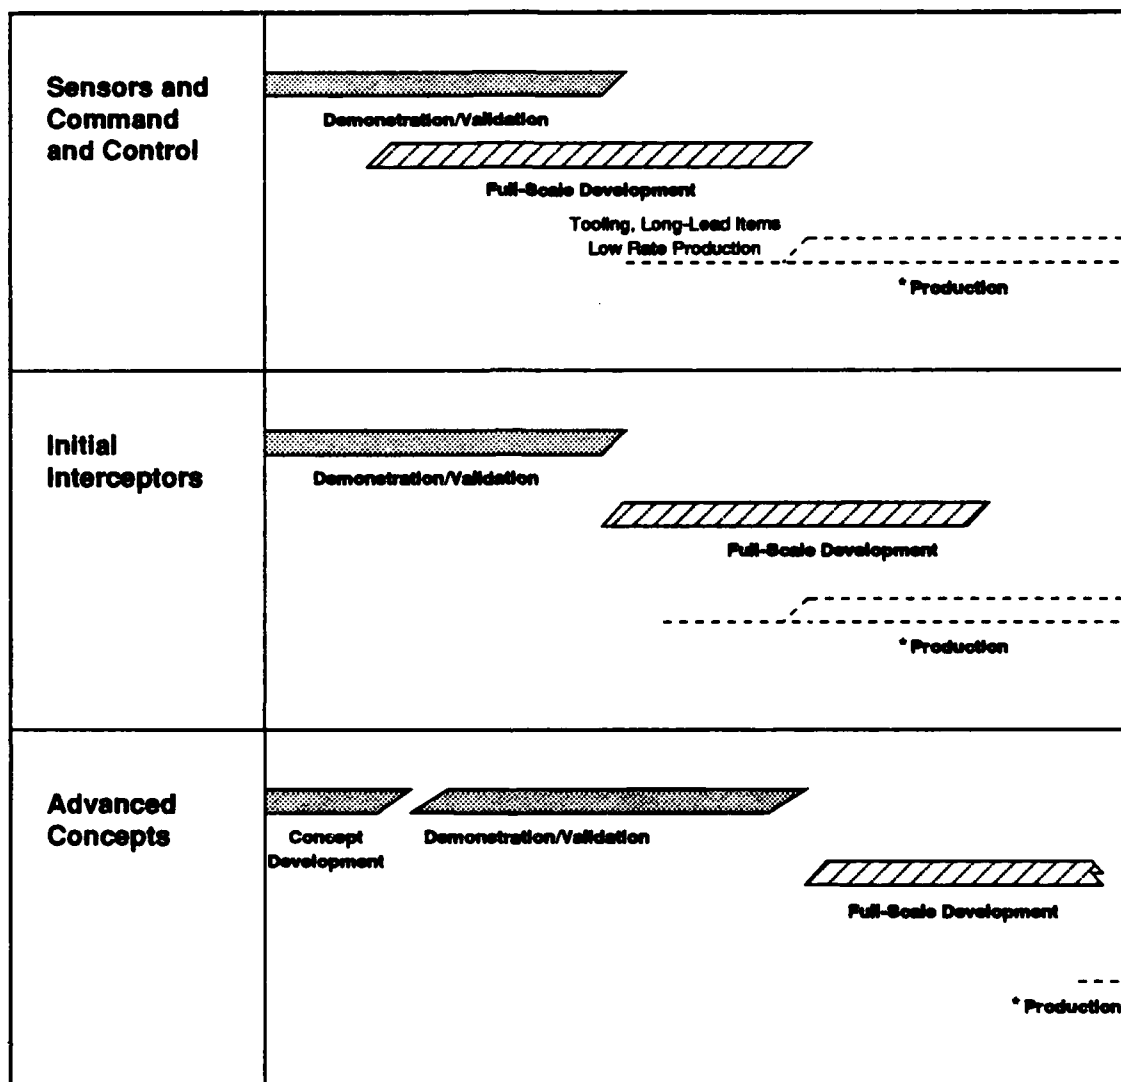 Sensors and
Command
and Control
Demonstration/Validation
Full-Scale Development
Tooling, Long-Lead Items
Low Rate Production
* Production
Initial
Interceptors
Demonstration/Validation
Full-Scale Development
* Production
Advanced
Concepts
Concept
Development
Demonstration/Validation
Full-Scale Development
* Production